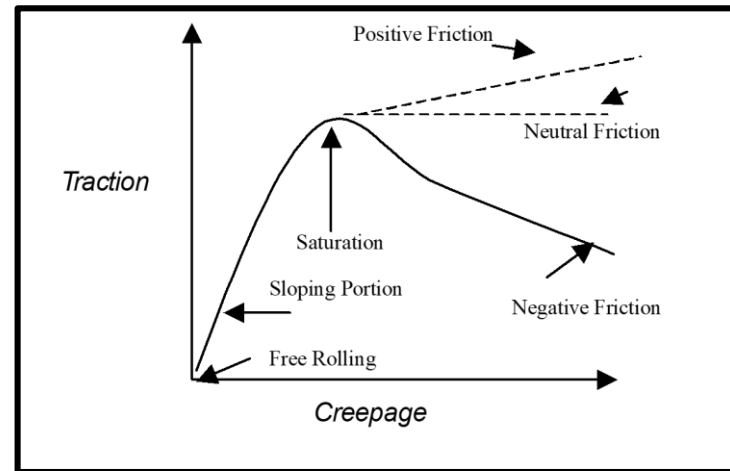 Positive Friction
Neutral Friction
Traction
Saturation
Sloping Portion
Negative Friction
Free Rolling
Creepage